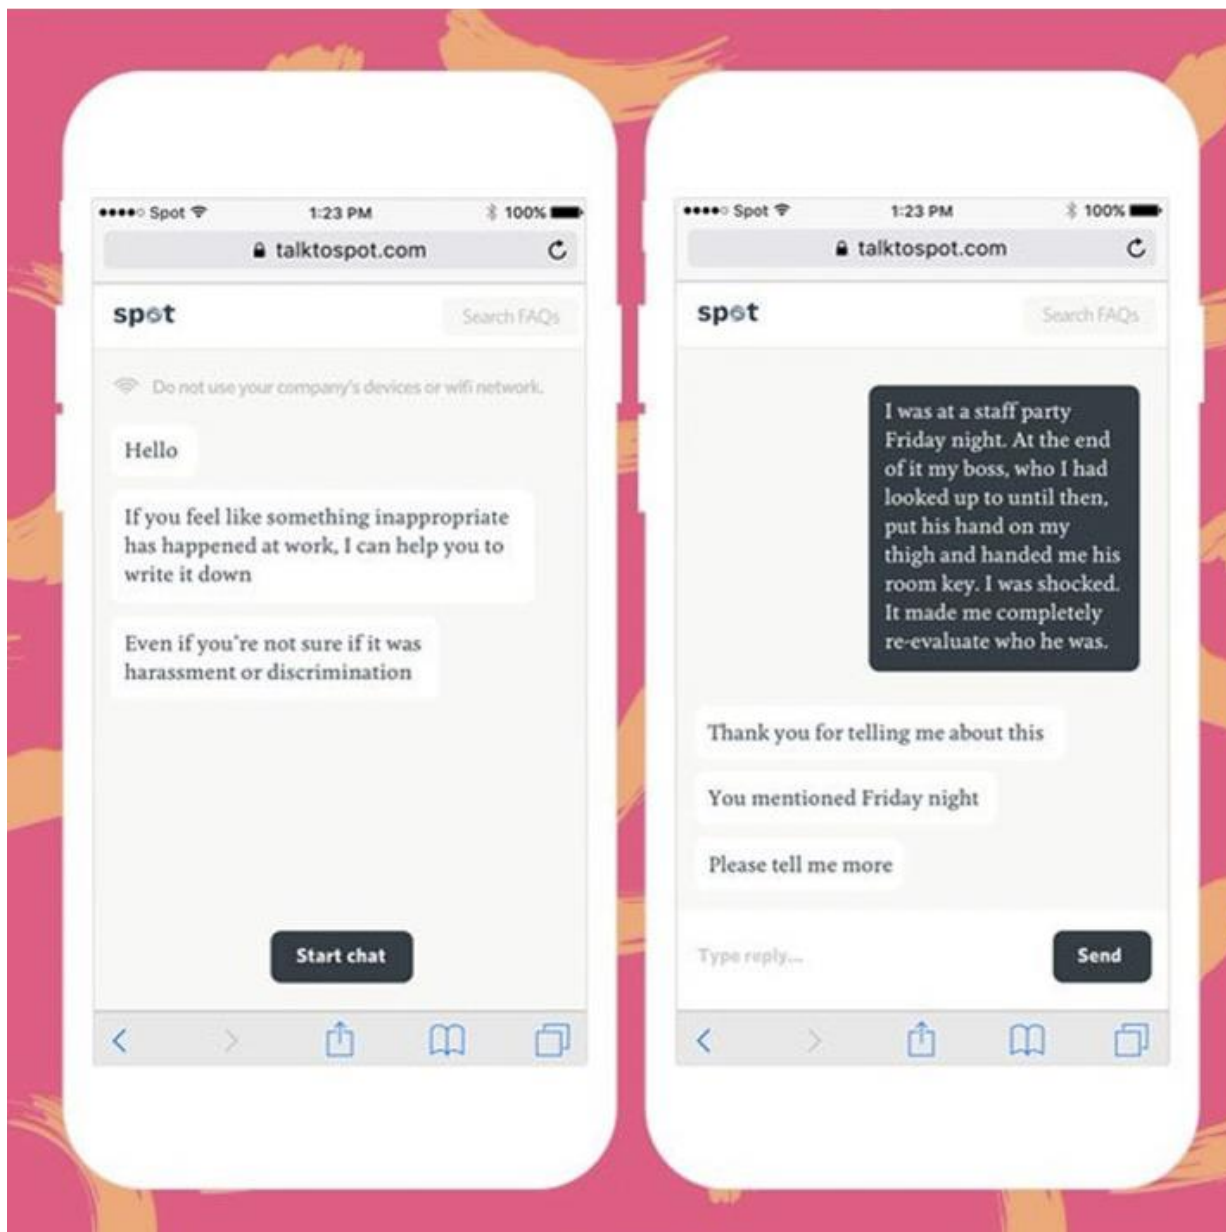 Spot 1:23 PM 100%
talktospot.com
spot Search FAQs
Do not use your company's devices or wifi network.
Hello
If you feel like something inappropriate
has happened at work, I can help you to
write it down
Even if you're not sure if it was
harassment or discrimination
Start chat
Spot 1:23 PM 100%
talktospot.com
spot Search FAQs
I was at a staff party
Friday night. At the end
of it my boss, who I had
looked up to until then,
put his hand on my
thigh and handed me his
room key. I was shocked.
It made me completely
re-evaluate who he was.
Thank you for telling me about this
You mentioned Friday night
Please tell me more
Type reply... Send